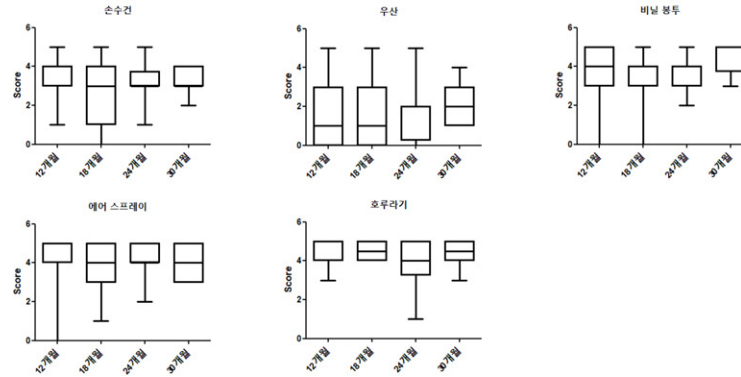 손수건
Score
6
4
2
0
12개월
18개월
24개월
30개월
우산
Score
6
4
2
0
12개월
18개월
24개월
30개월
비닐 봉투
Score
6
4
2
0
12개월
18개월
24개월
30개월
에어 스프레이
Score
6
4
2
0
12개월
18개월
24개월
30개월
호루라기
Score
6
4
2
0
12개월
18개월
24개월
30개월